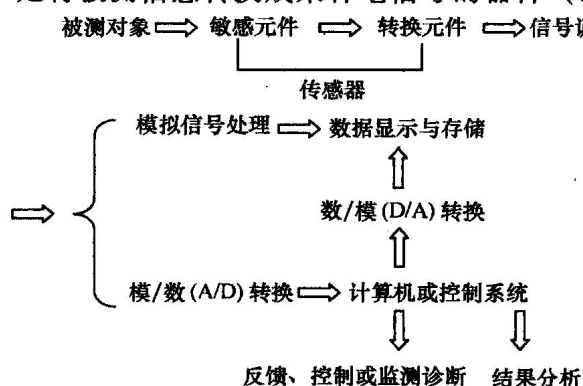 被测对象 敏感元件 转换元件 信号
传感器
模拟信号处理 数据显示与存储
数/模(D/A)转换
模/数(A/D)转换 计算机或控制系统
反馈、控制或监测诊断 结果分析